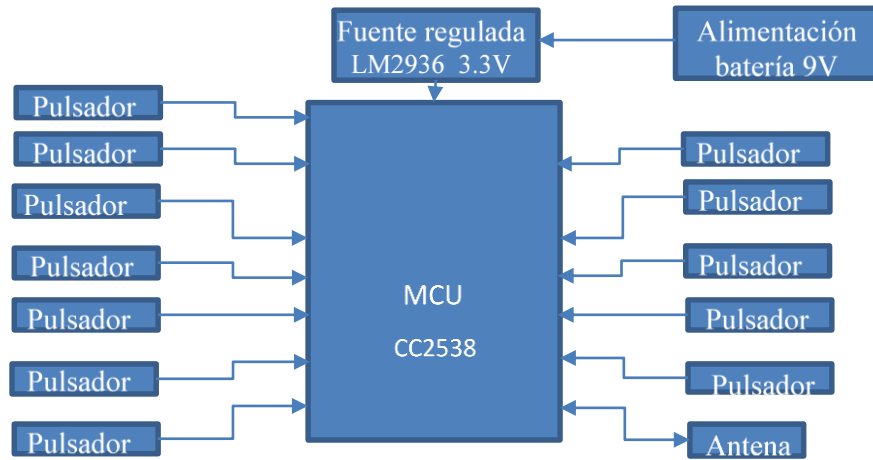 Fuente regulada
LM2936 3.3V
Alimentación
batería 9V
Pulsador
Pulsador
Pulsador
Pulsador
Pulsador
Pulsador
Pulsador
MCU
CC2538
Pulsador
Pulsador
Pulsador
Pulsador
Pulsador
Antena